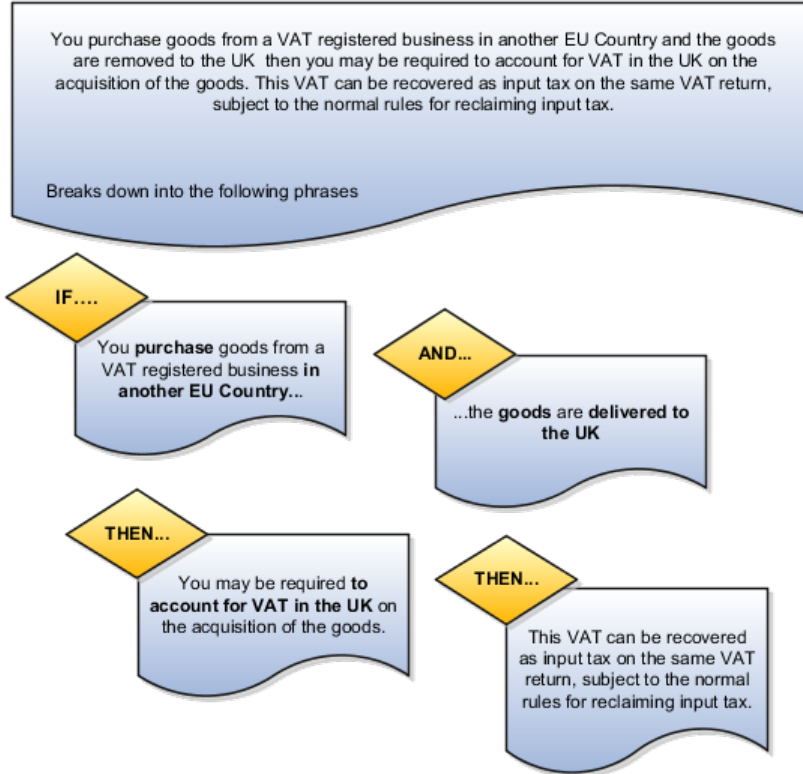 You purchase goods from a VAT registered business in another EU Country and the goods
are removed to the UK then you may be required to account for VAT in the UK on the
acquisition of the goods. This VAT can be recovered as input tax on the same VAT return,
subject to the normal rules for reclaiming input tax.
Breaks down into the following phrases
IF....
You purchase goods from a
VAT registered business in
another EU Country...
AND...
...the goods are delivered to
the UK
THEN...
You may be required to
account for VAT in the UK on
the acquisition of the goods.
THEN...
This VAT can be recovered
as input tax on the same VAT
return, subject to the normal
rules for reclaiming input tax.